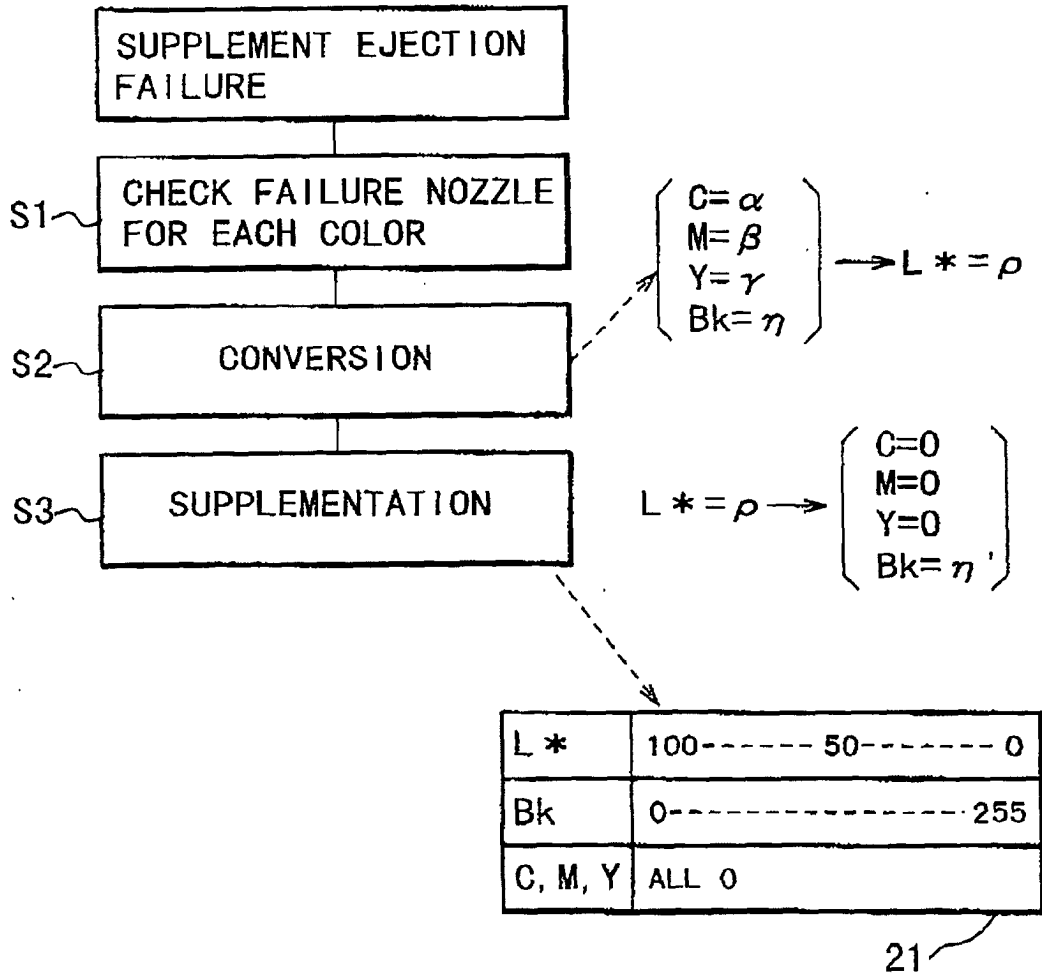 SUPPLEMENT EJECTION
FAILURE
S1
CHECK FAILURE NOZZLE
FOR EACH COLOR
C=α
M=β
Y=γ
Bk=η
L*=ρ
S2
CONVERSION
S3
SUPPLEMENTATION
L*=ρ
C=0
M=0
Y=0
Bk=η'
L* 100------50-------0
Bk 0----------------255
C, M, Y ALL 0
21